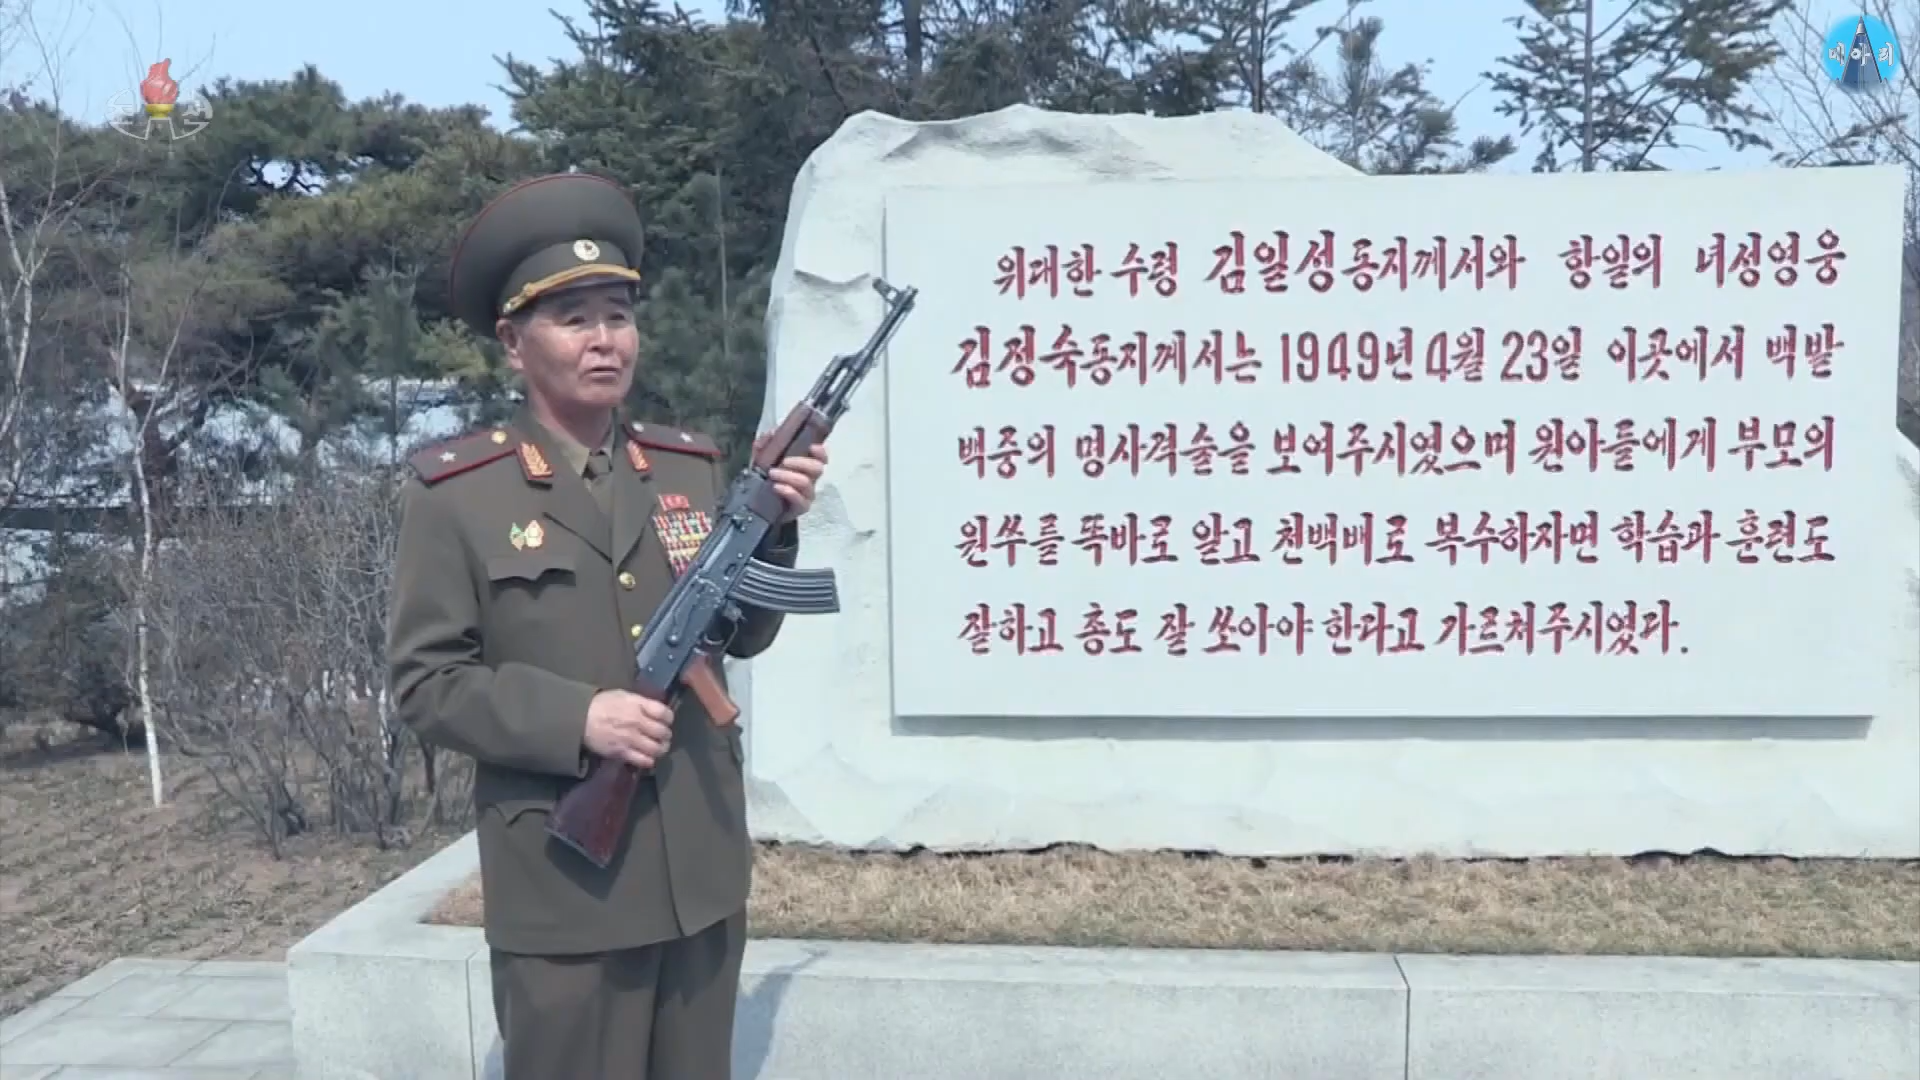 조선
메아리
위대한 수령 김일성동지께서와 항일의 녀성영웅
김정숙동지께서는 1949년 4월 23일 이곳에서 백발
백중의 명사격술을 보여주시였으며 원아들에게 부모의
원쑤를 똑바로 알고 천백배로 복수하자면 학습과 훈련도
잘하고 총도 잘 쏘아야 한다고 가르쳐주시였다.